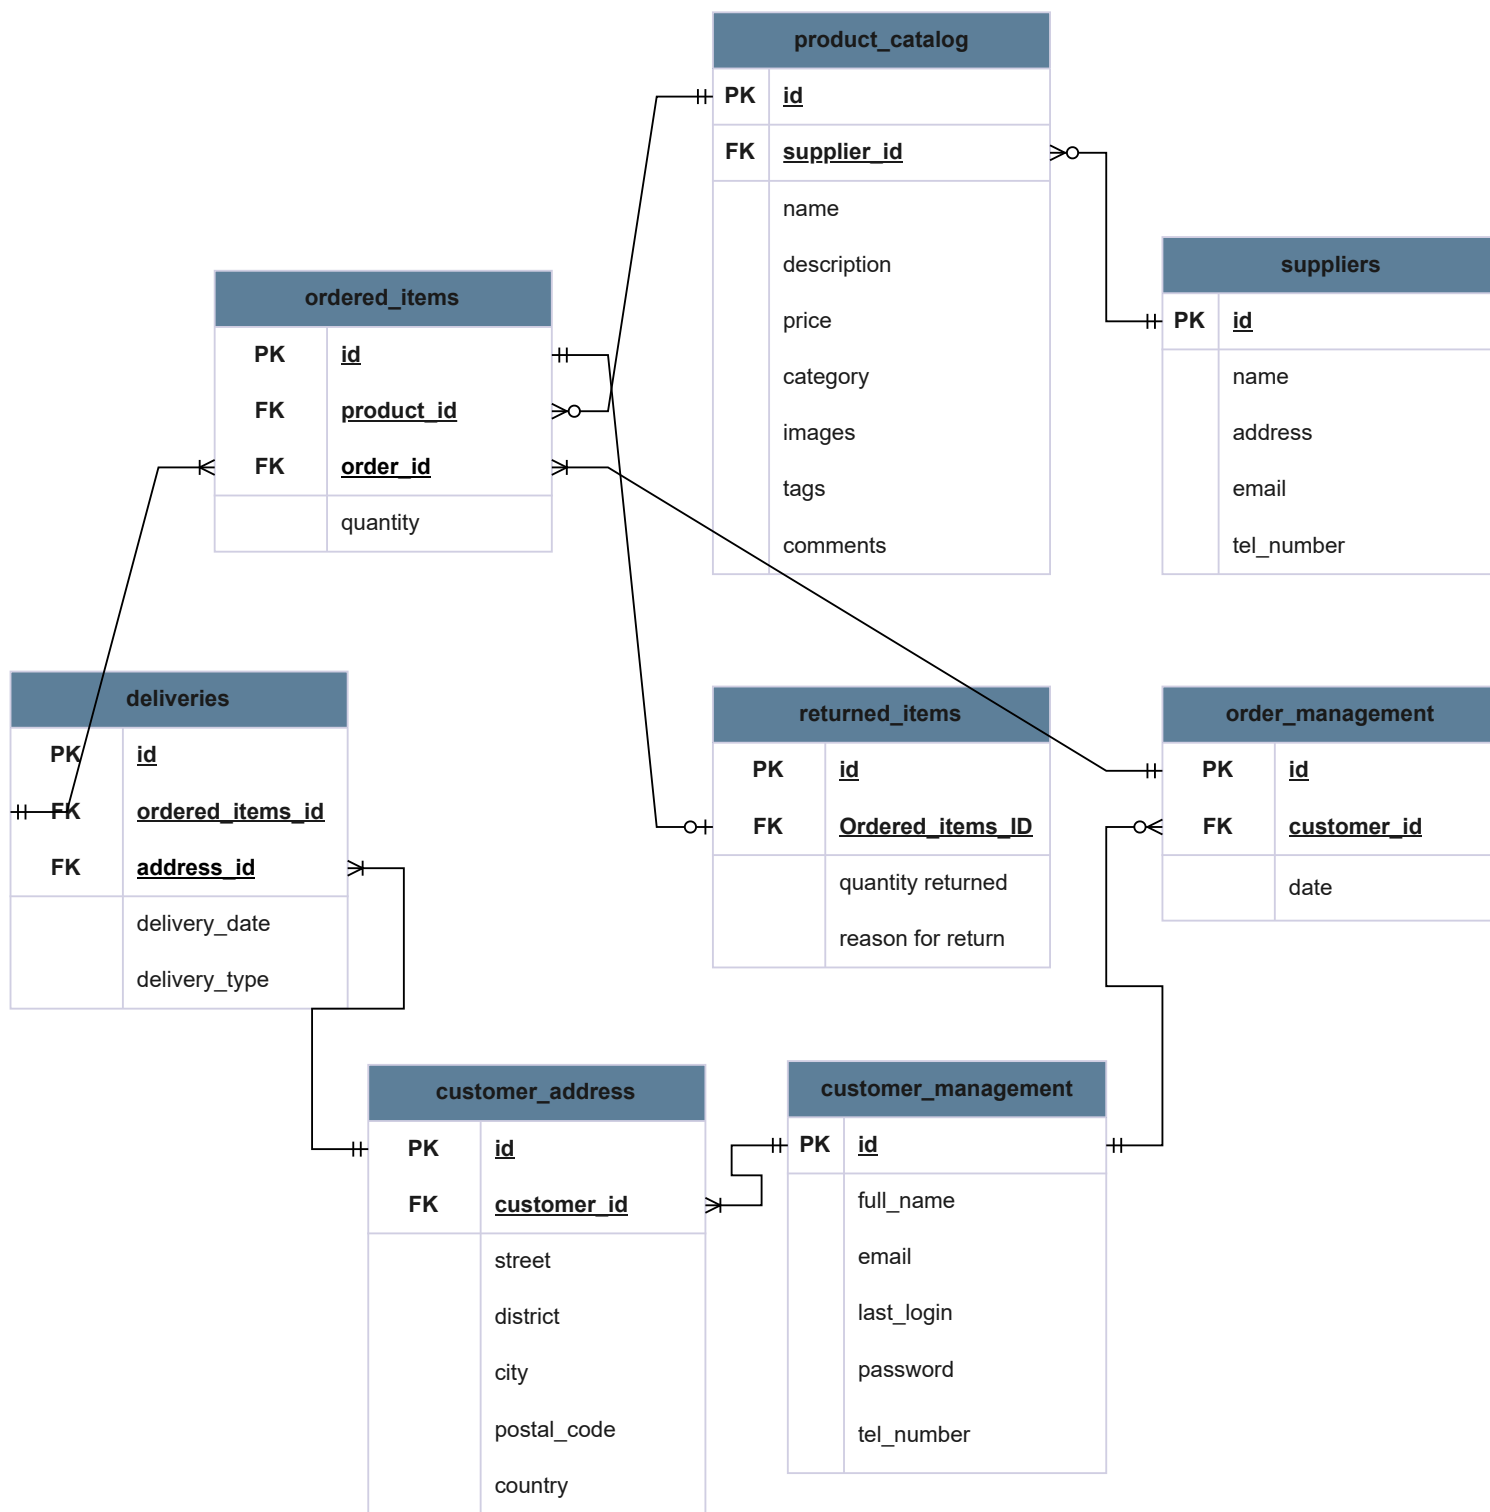 product_catalog
PK id
FK supplier_id
name
description
price
category
images
tags
comments
suppliers
PK id
name
address
email
tel_number
ordered_items
PK id
FK product_id
FK order_id
quantity
deliveries
PK id
FK ordered_items_id
FK address_id
delivery_date
delivery_type
returned_items
PK id
FK Ordered_items_ID
quantity returned
reason for return
order_management
PK id
FK customer_id
date
customer_address
PK id
FK customer_id
street
district
city
postal_code
country
customer_management
PK id
full_name
email
last_login
password
tel_number